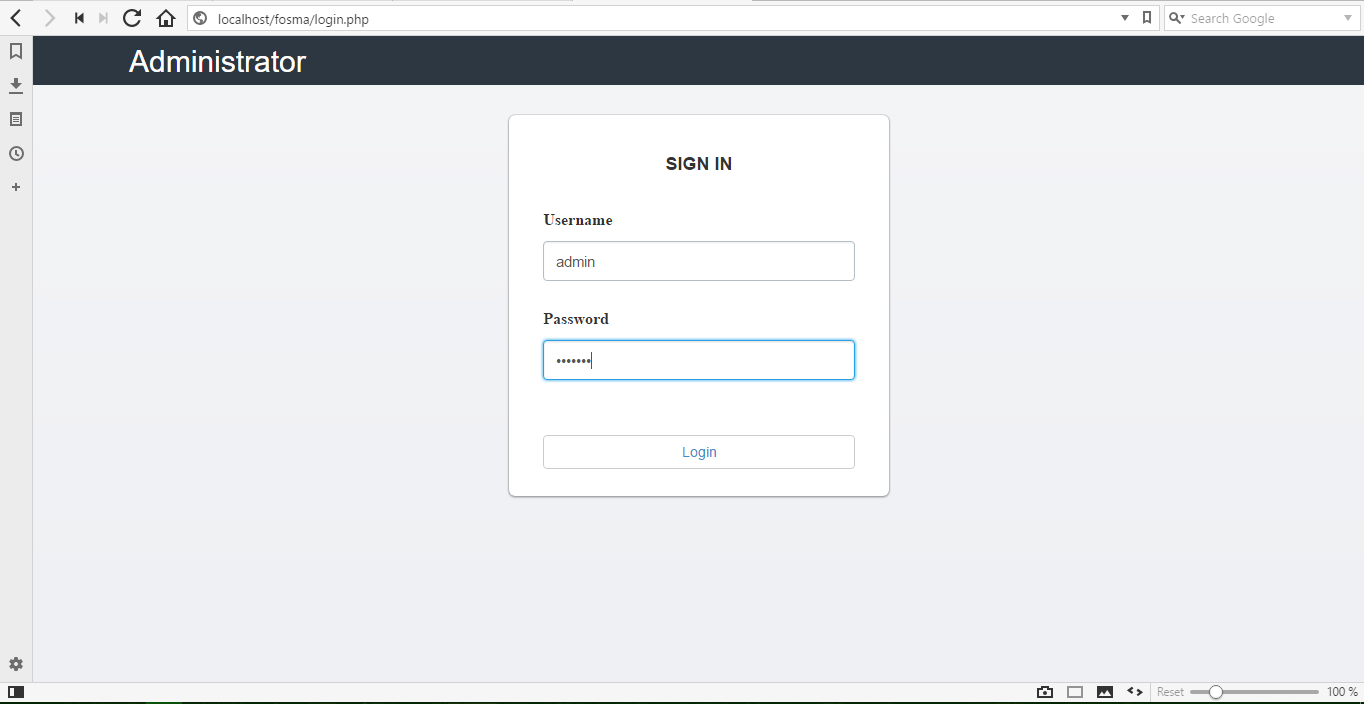 localhost/fosma/login.php
Search Google
Administrator
SIGN IN
Username
admin
Password
•••••••
Login
Reset
100 %